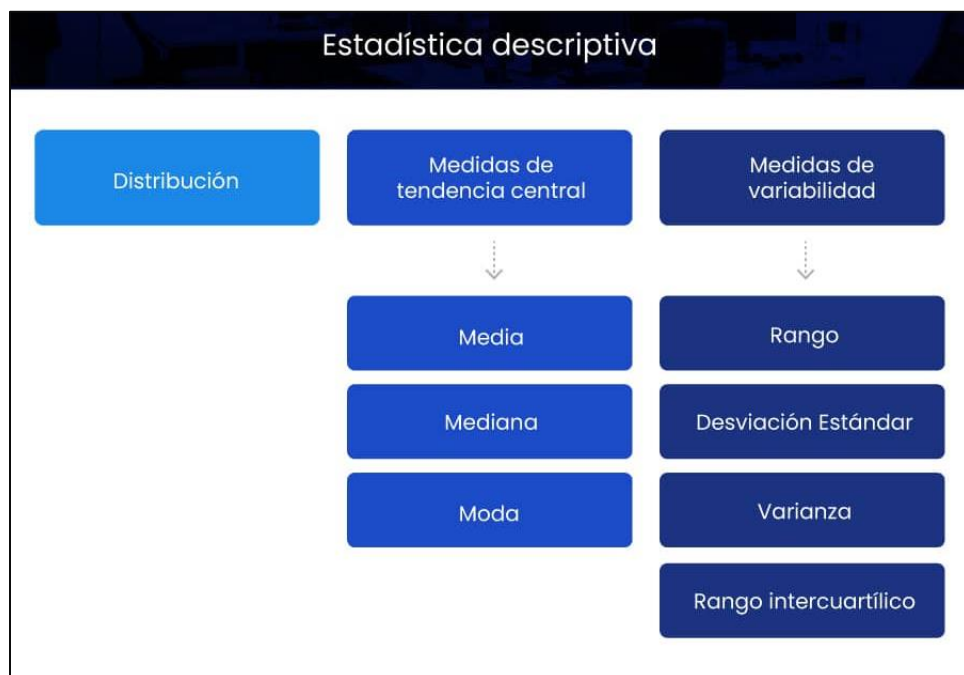 Estadística descriptiva
Distribución
Medidas de
tendencia central
Medidas de
variabilidad
Media
Rango
Mediana
Desviación Estándar
Moda
Varianza
Rango intercuartílico